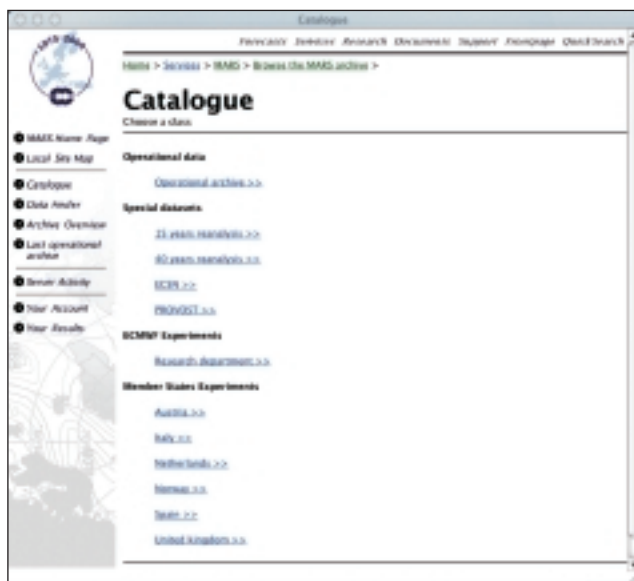 Catalogue
Forecasts Services Research Documents Support Frontpage QuickSearch
Home > Services > MARS > Browse the MARS archive >
Catalogue
Choose a class
MARS Home Page
Local Site Map
Catalogue
Data Finder
Archive Overview
Last operational
archive
Server Activity
Your Account
Your Results
Operational data
Operational archive >>
Special datasets
15 years reanalysis >>
40 years reanalysis >>
ECSN >>
PROVOST >>
ECMWF Experiments
Research department >>
Member States Experiments
Austria >>
Italy >>
Netherlands >>
Norway >>
Spain >>
United kingdom >>